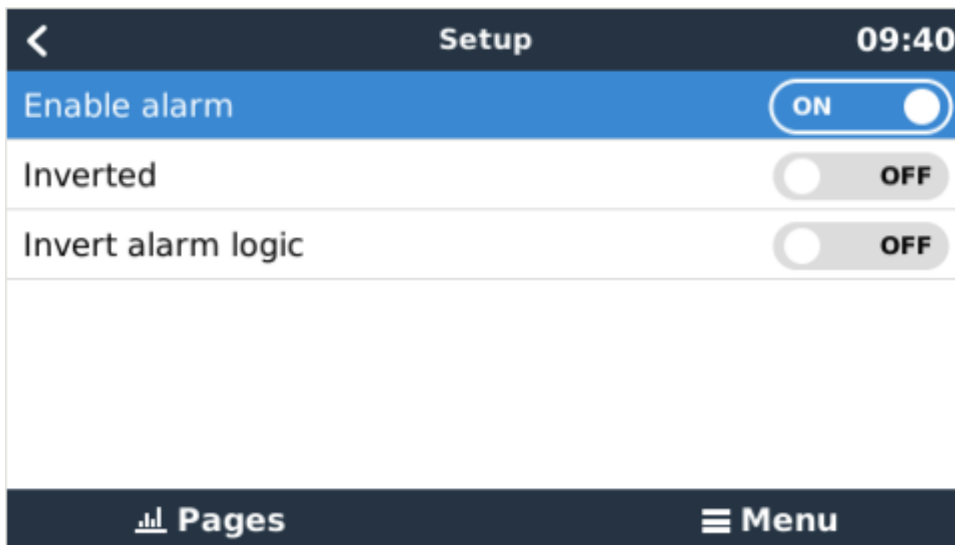 Setup 09:40
Enable alarm ON
Inverted OFF
Invert alarm logic OFF
Pages Menu